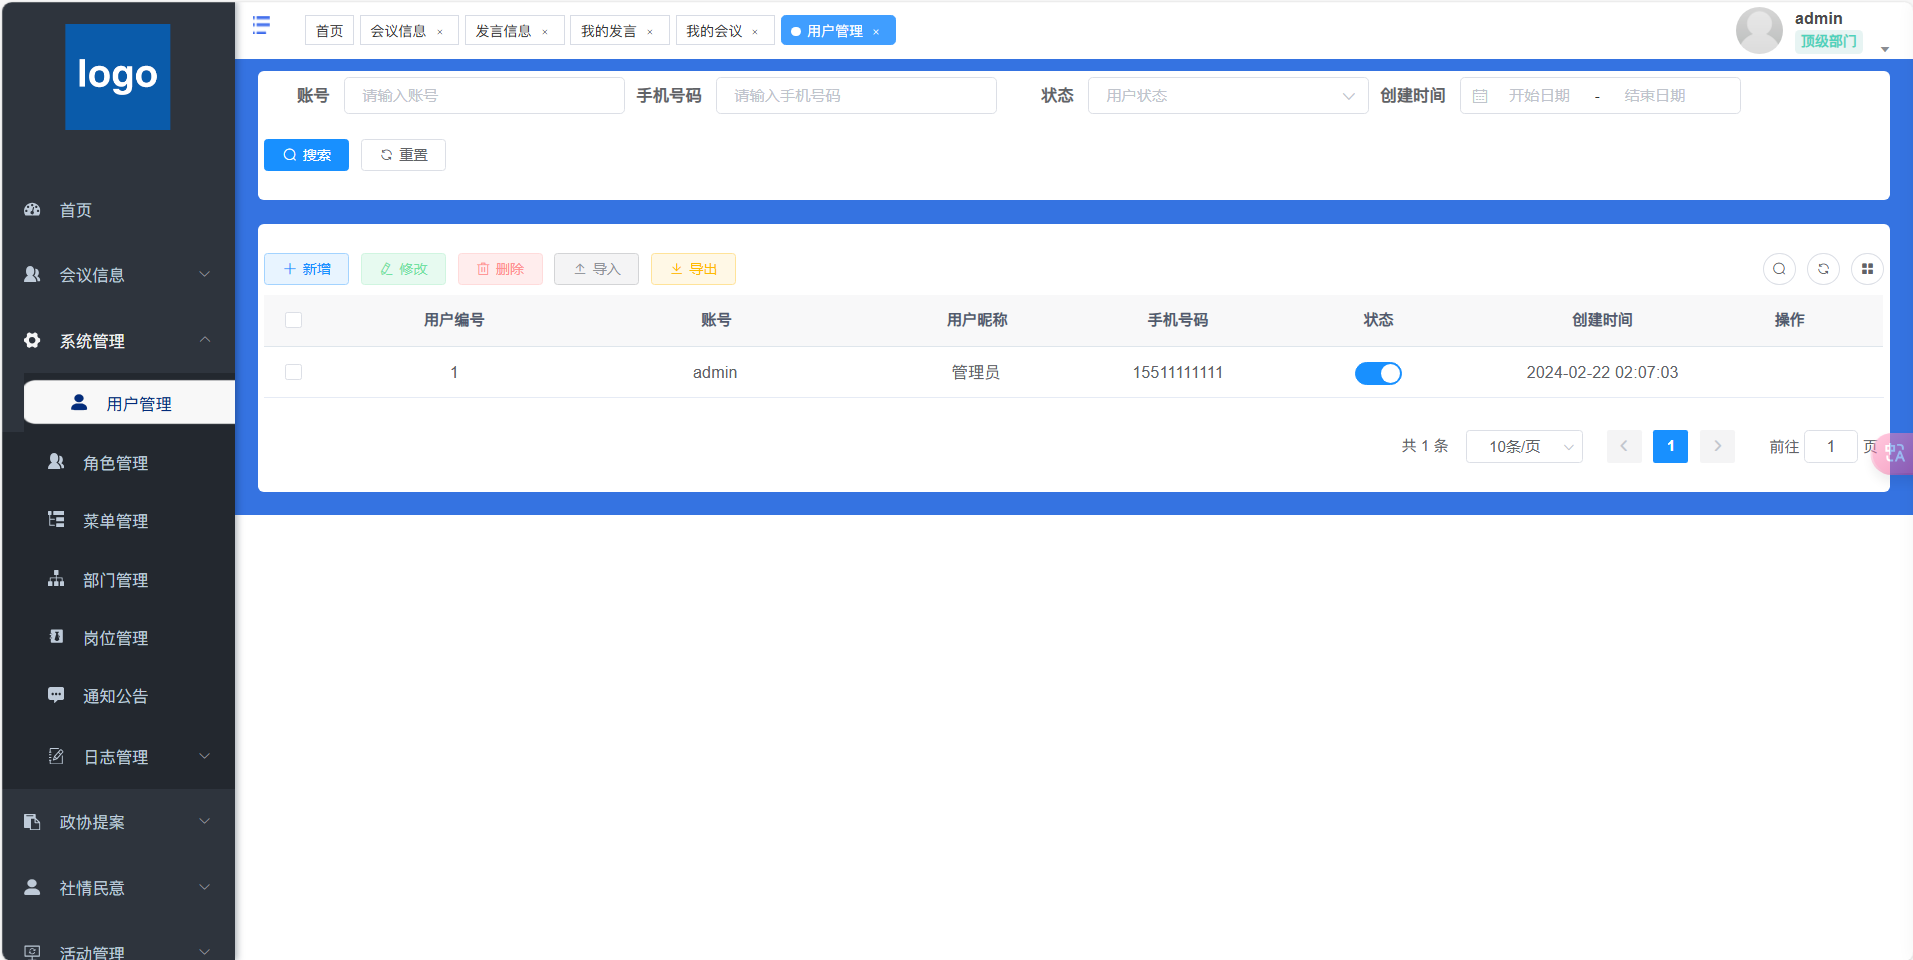 logo
首页
会议信息
系统管理
用户管理
角色管理
菜单管理
部门管理
岗位管理
通知公告
日志管理
政协提案
社情民意
活动管理
首页 会议信息 × 发言信息 × 我的发言 × 我的会议 × 用户管理 ×
admin
顶级部门
账号 请输入账号 手机号码 请输入手机号码 状态 用户状态 创建时间 开始日期 - 结束日期
搜索 重置
新增 修改 删除 导入 导出
用户编号 账号 用户昵称 手机号码 状态 创建时间 操作
1 admin 管理员 15511111111 2024-02-22 02:07:03
共 1 条 10条/页 1 前往 1 页
中A